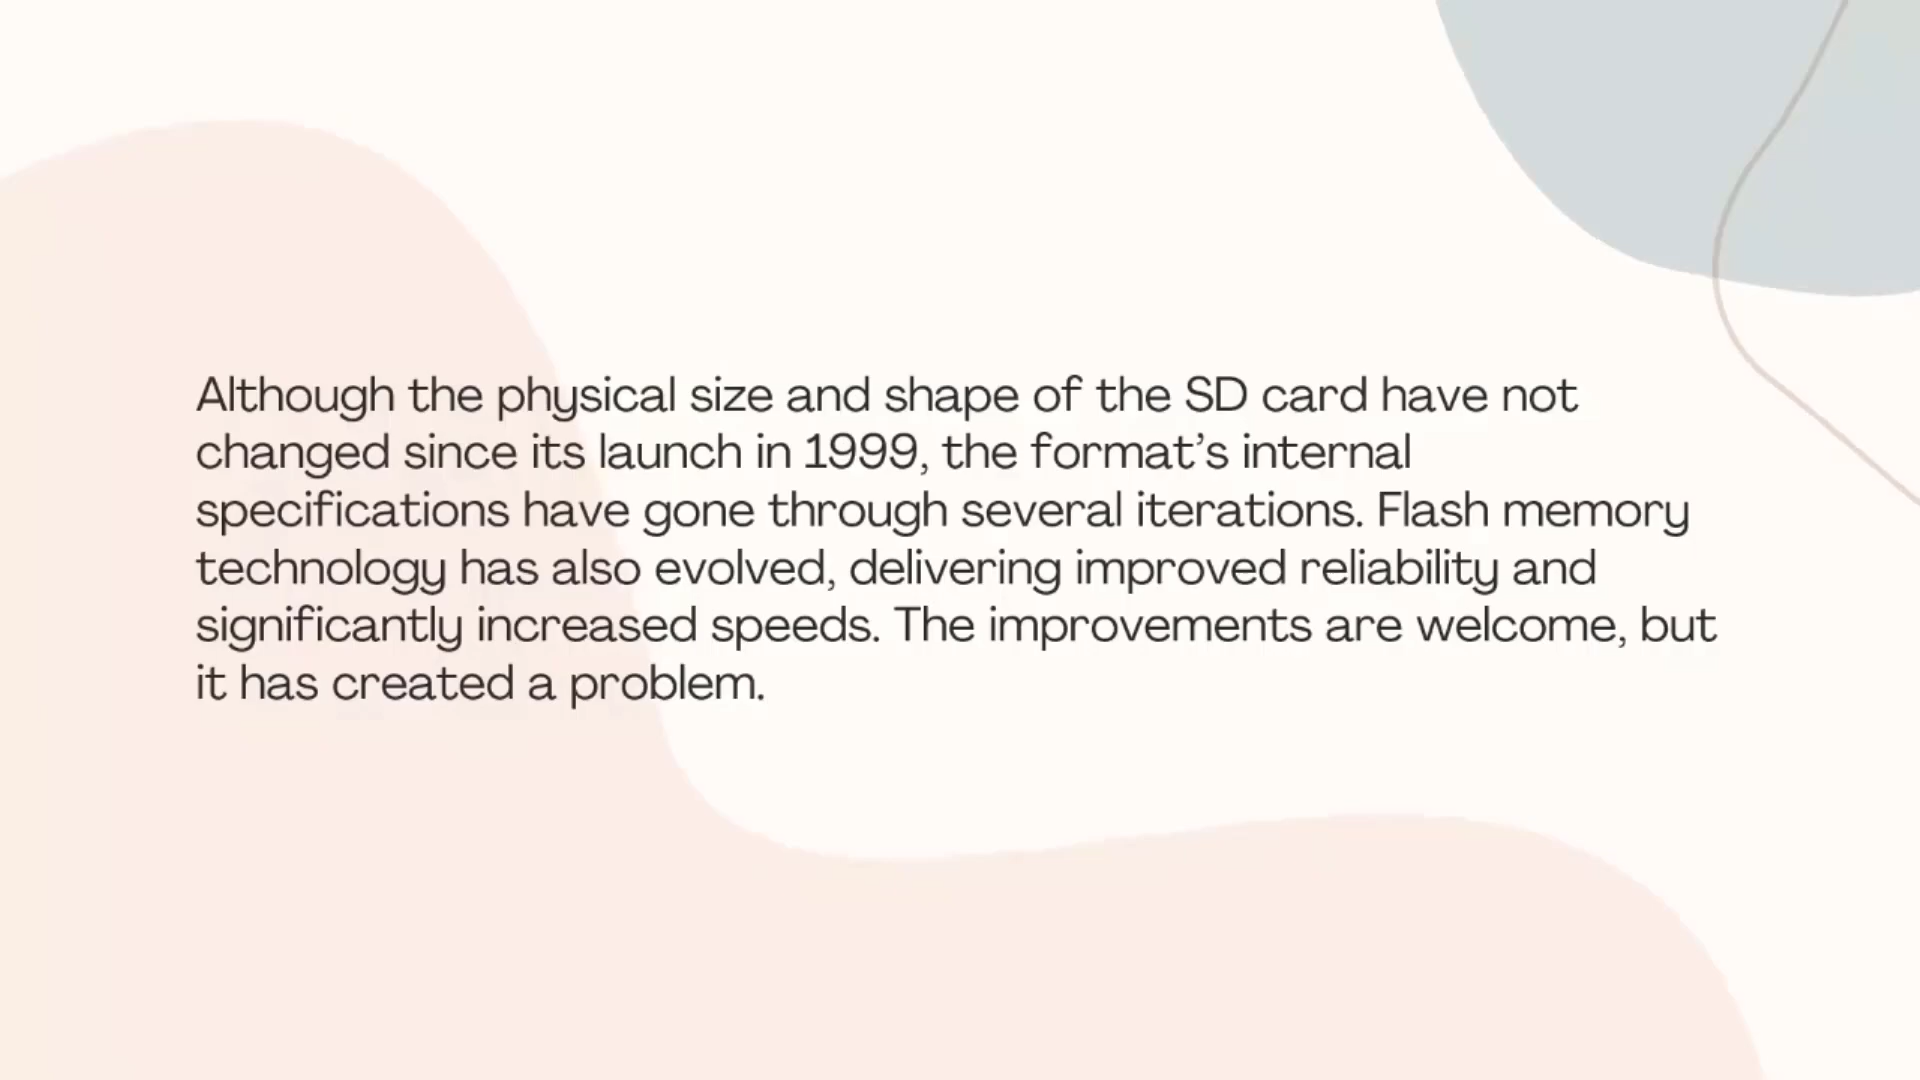 Although the physical size and shape of the SD card have not
changed since its launch in 1999, the format’s internal
specifications have gone through several iterations. Flash memory
technology has also evolved, delivering improved reliability and
significantly increased speeds. The improvements are welcome, but
it has created a problem.